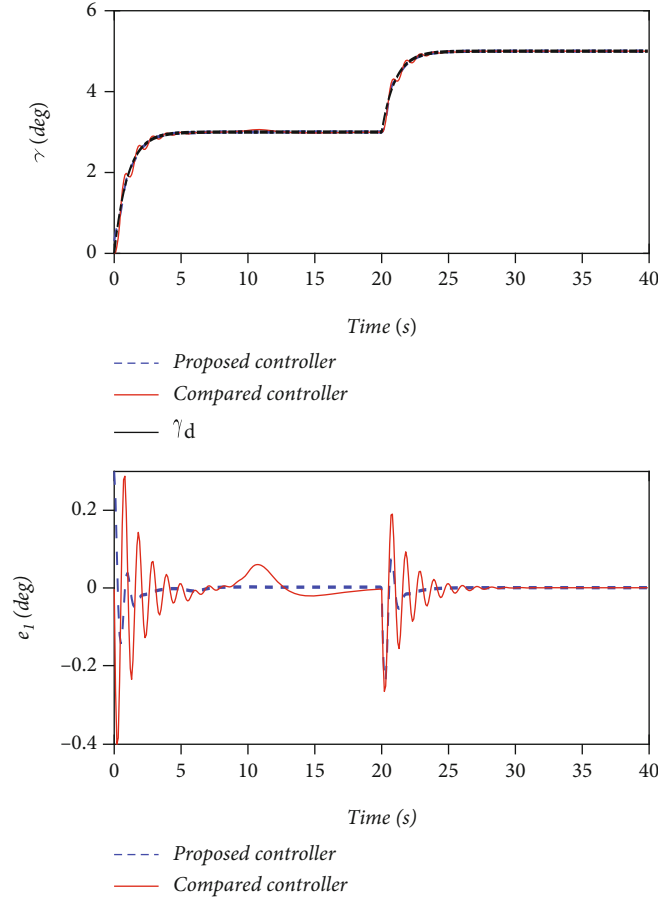 6
4
2
0
γ (deg)
0 5 10 15 20 25 30 35 40
Time (s)
Proposed controller
Compared controller
γd
0.2
0
−0.2
−0.4
e1 (deg)
0 5 10 15 20 25 30 35 40
Time (s)
Proposed controller
Compared controller